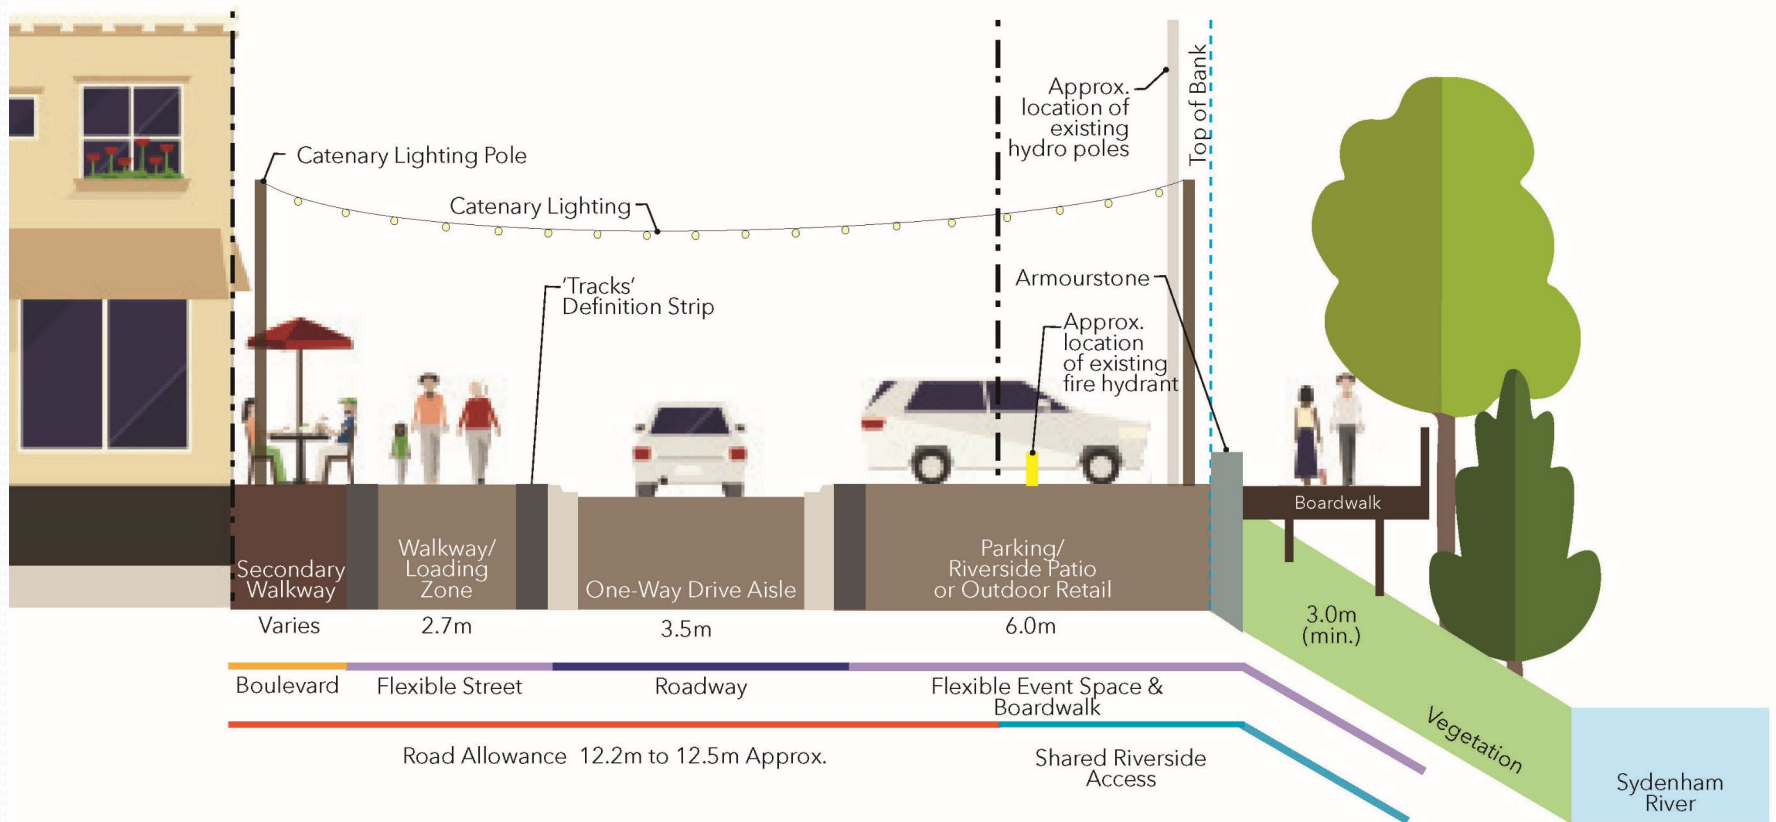 Catenary Lighting Pole
Catenary Lighting
'Tracks'
Definition Strip
Approx.
location of
existing
hydro poles
Top of Bank
Armourstone
Approx.
location
of existing
fire hydrant
Boardwalk
Secondary
Walkway
Walkway/
Loading
Zone
One-Way Drive Aisle
Parking/
Riverside Patio
or Outdoor Retail
Varies
2.7m
3.5m
6.0m
3.0m
(min.)
Boulevard
Flexible Street
Roadway
Flexible Event Space &
Boardwalk
Vegetation
Road Allowance 12.2m to 12.5m Approx.
Shared Riverside
Access
Sydenham
River